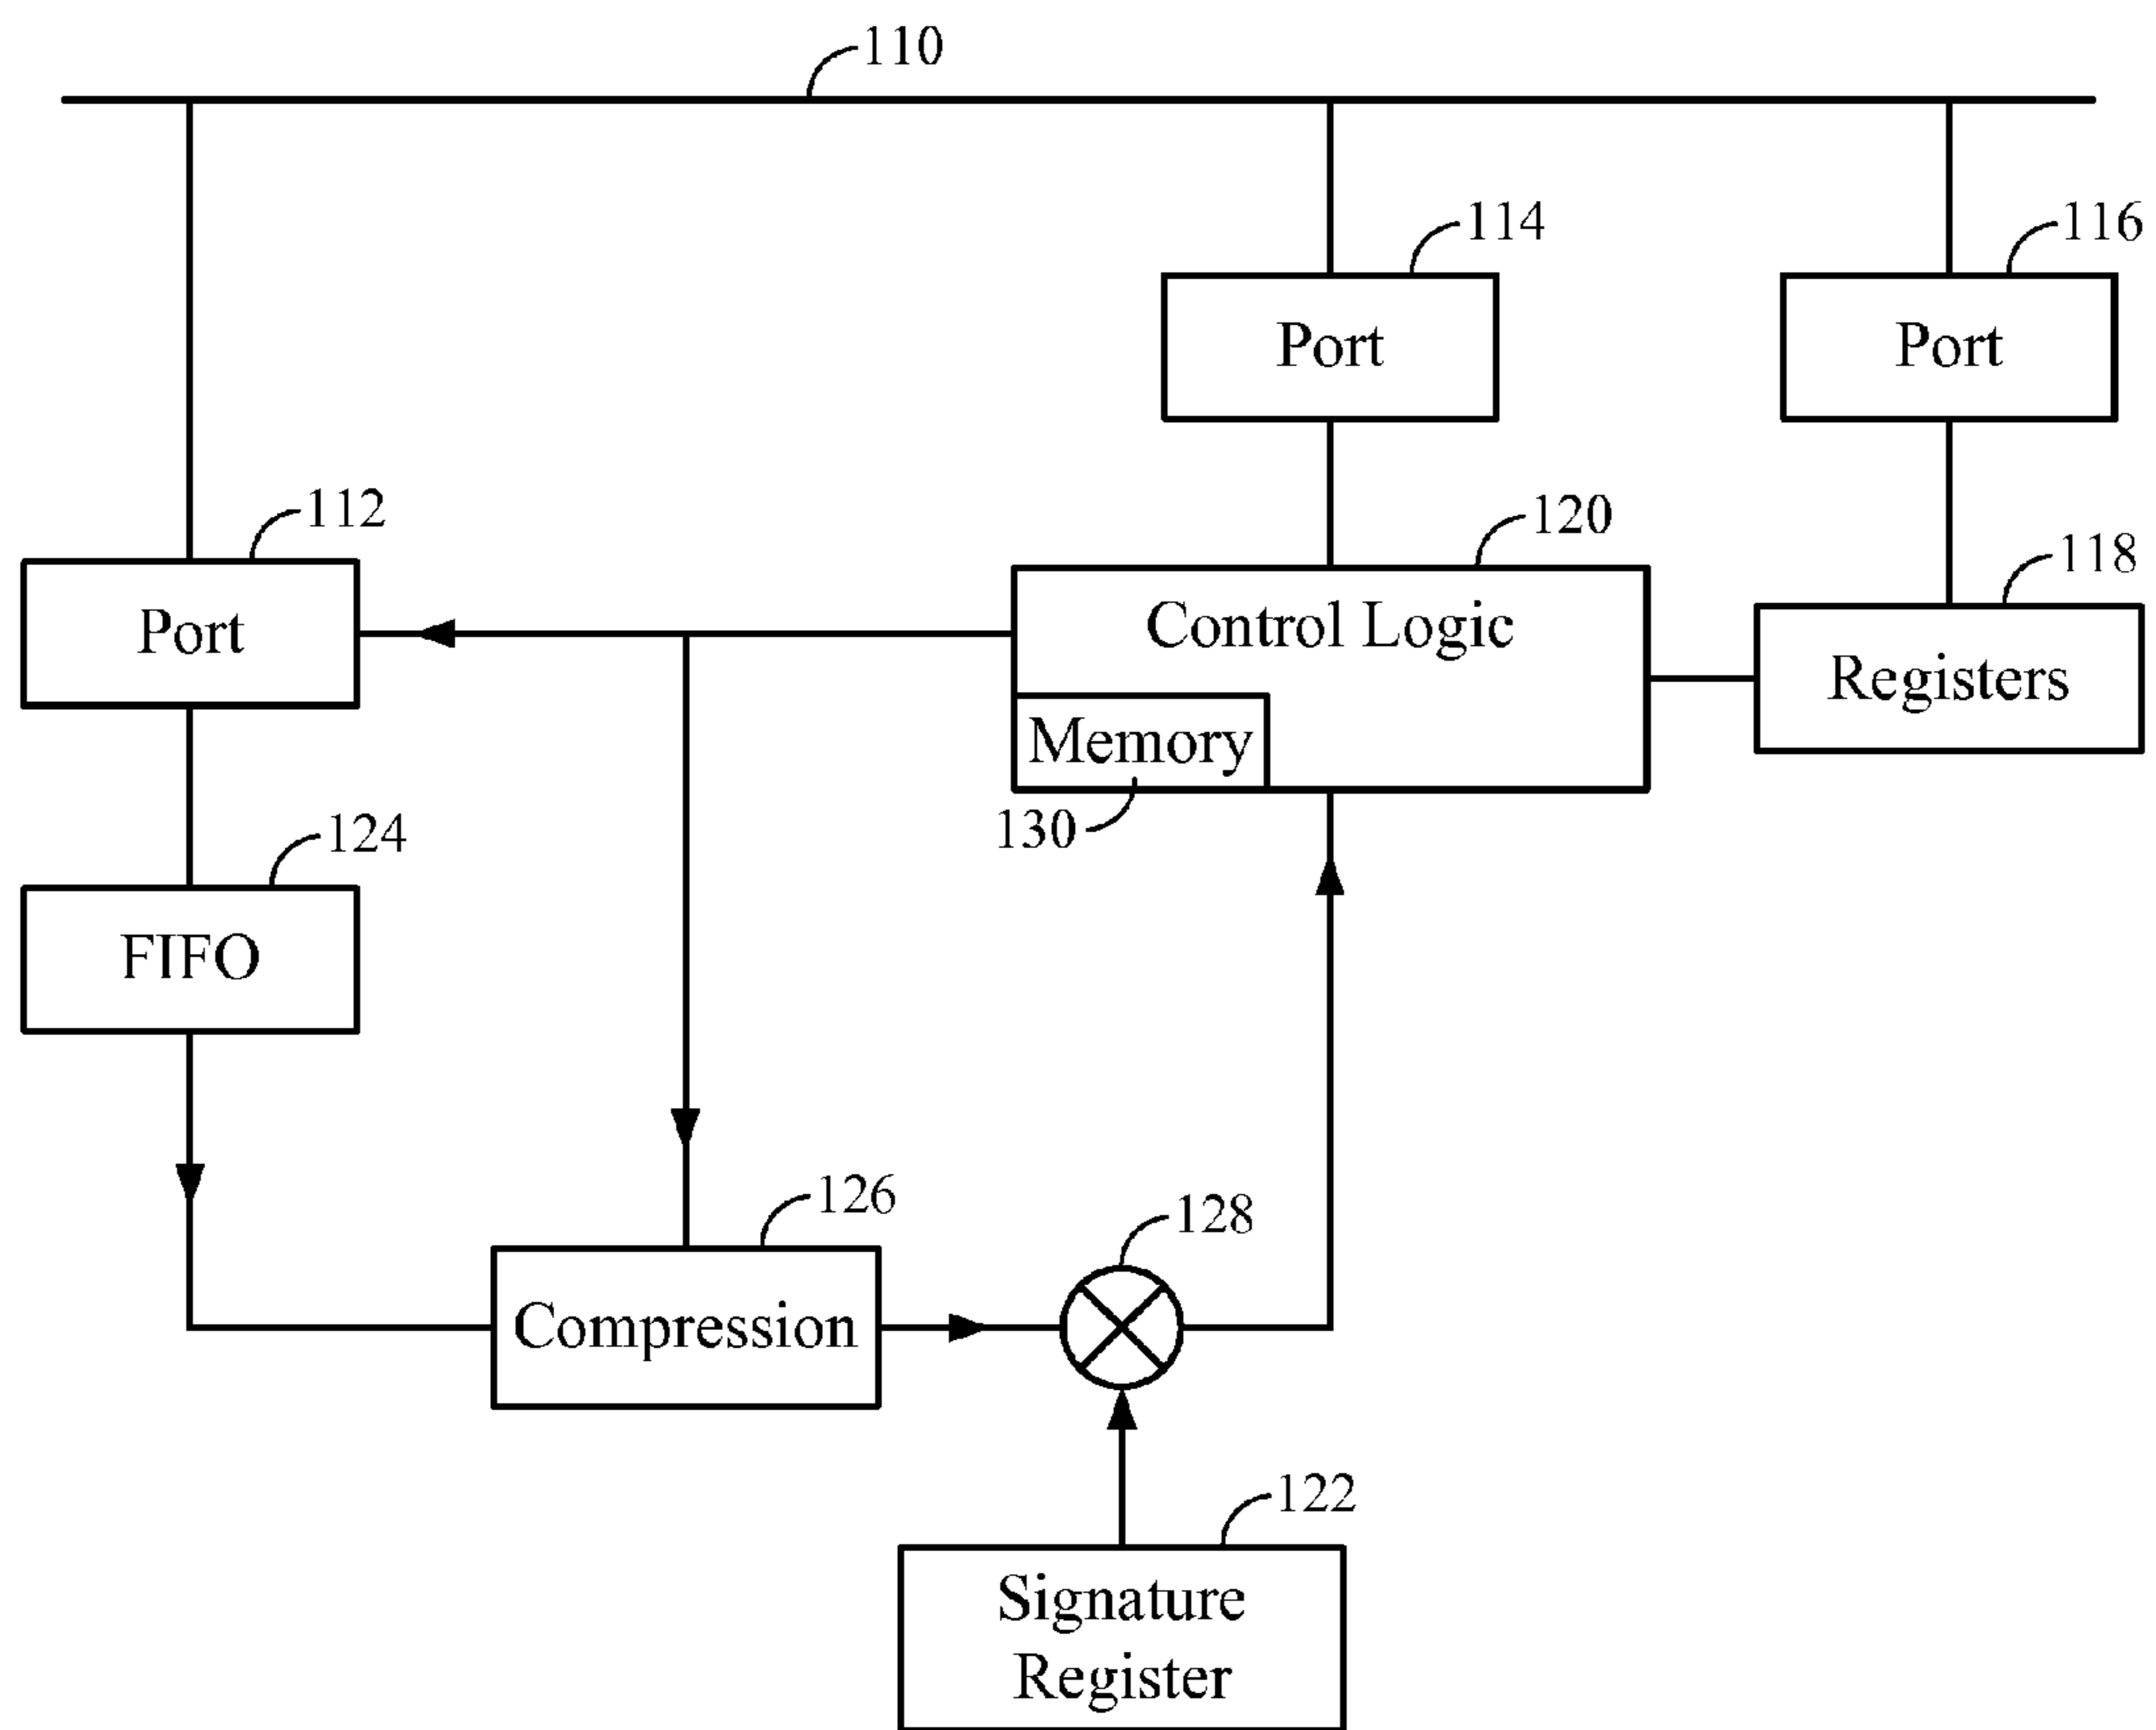 110
114
116
Port
Port
112
120
118
Port
Control Logic
Registers
Memory
130
124
FIFO
126
128
Compression
122
Signature
Register